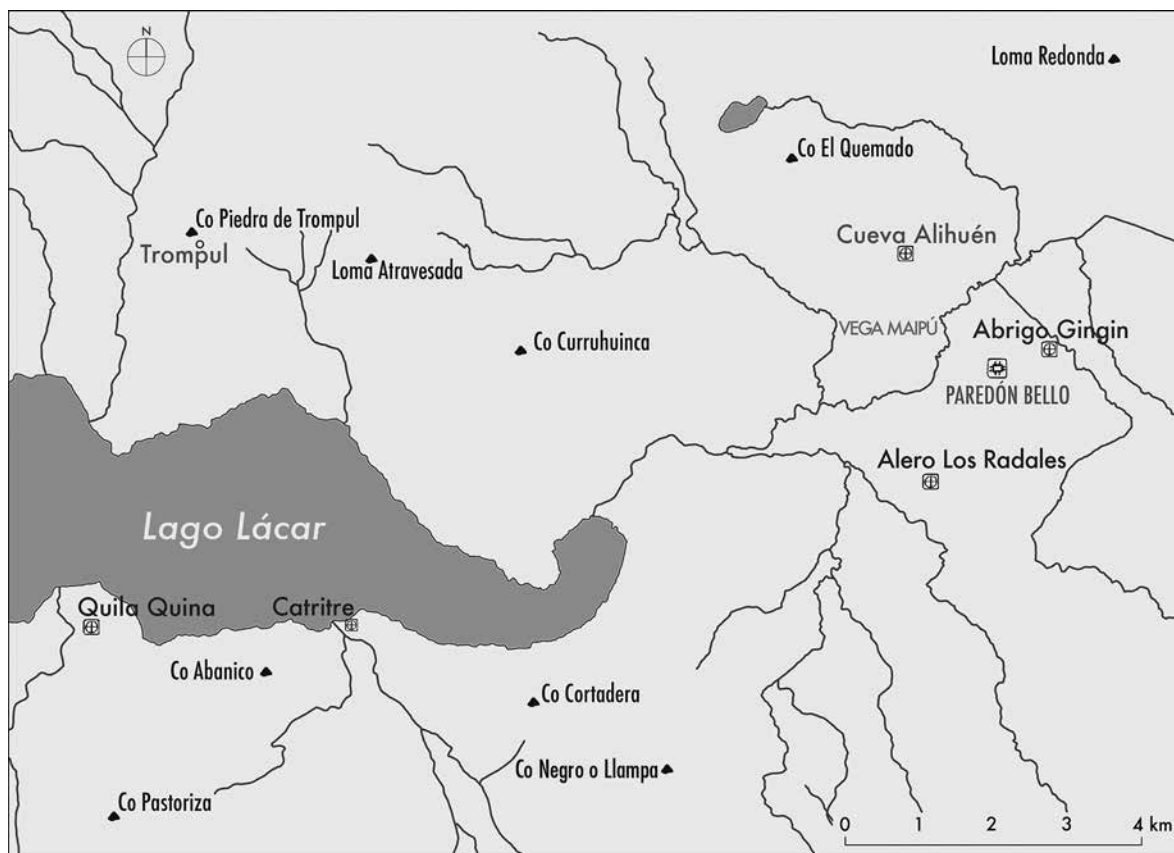 N
Loma Redonda
Co El Quemado
Co Piedra de Trompul
Trompul
Cueva Alihuén
Loma Atravesada
VEGA MAIPÚ
Abrigo Gingin
Co Curruhuinca
PAREDÓN BELLO
Alero Los Radales
Lago Lácar
Quila Quina
Catritre
Co Abanico
Co Cortadera
Co Negro o Llampa
Co Pastoriza
0 1 2 3 4 km